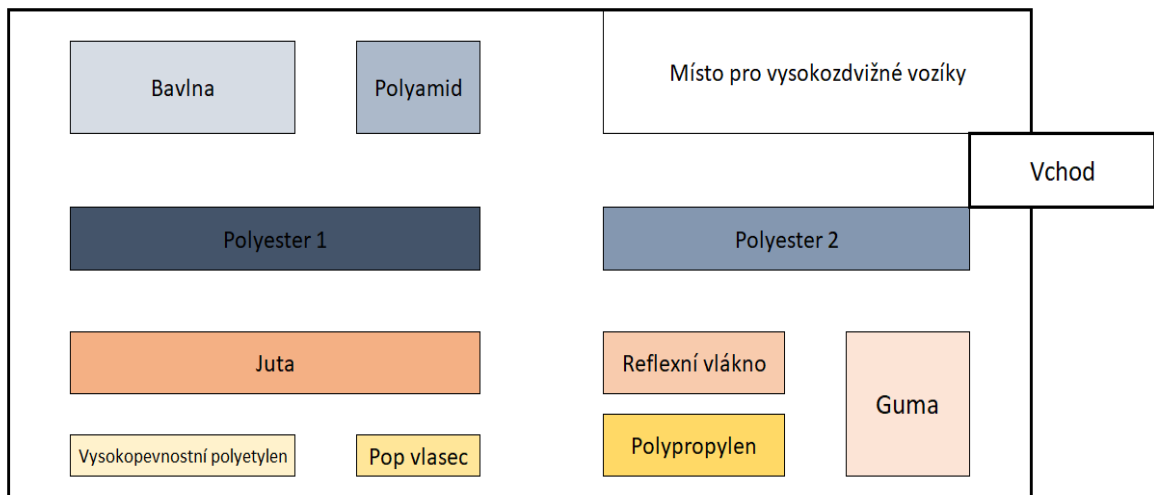 Bavlna
Polyamid
Místo pro vysokozdvižné vozíky
Vchod
Polyester 1
Polyester 2
Juta
Reflexní vlákno
Guma
Vysokopevnostní polyetylen
Pop vlasec
Polypropylen